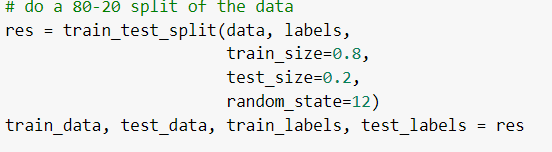 # do a 80-20 split of the data
res = train_test_split(data, labels,
                       train_size=0.8,
                       test_size=0.2,
                       random_state=12)
train_data, test_data, train_labels, test_labels = res